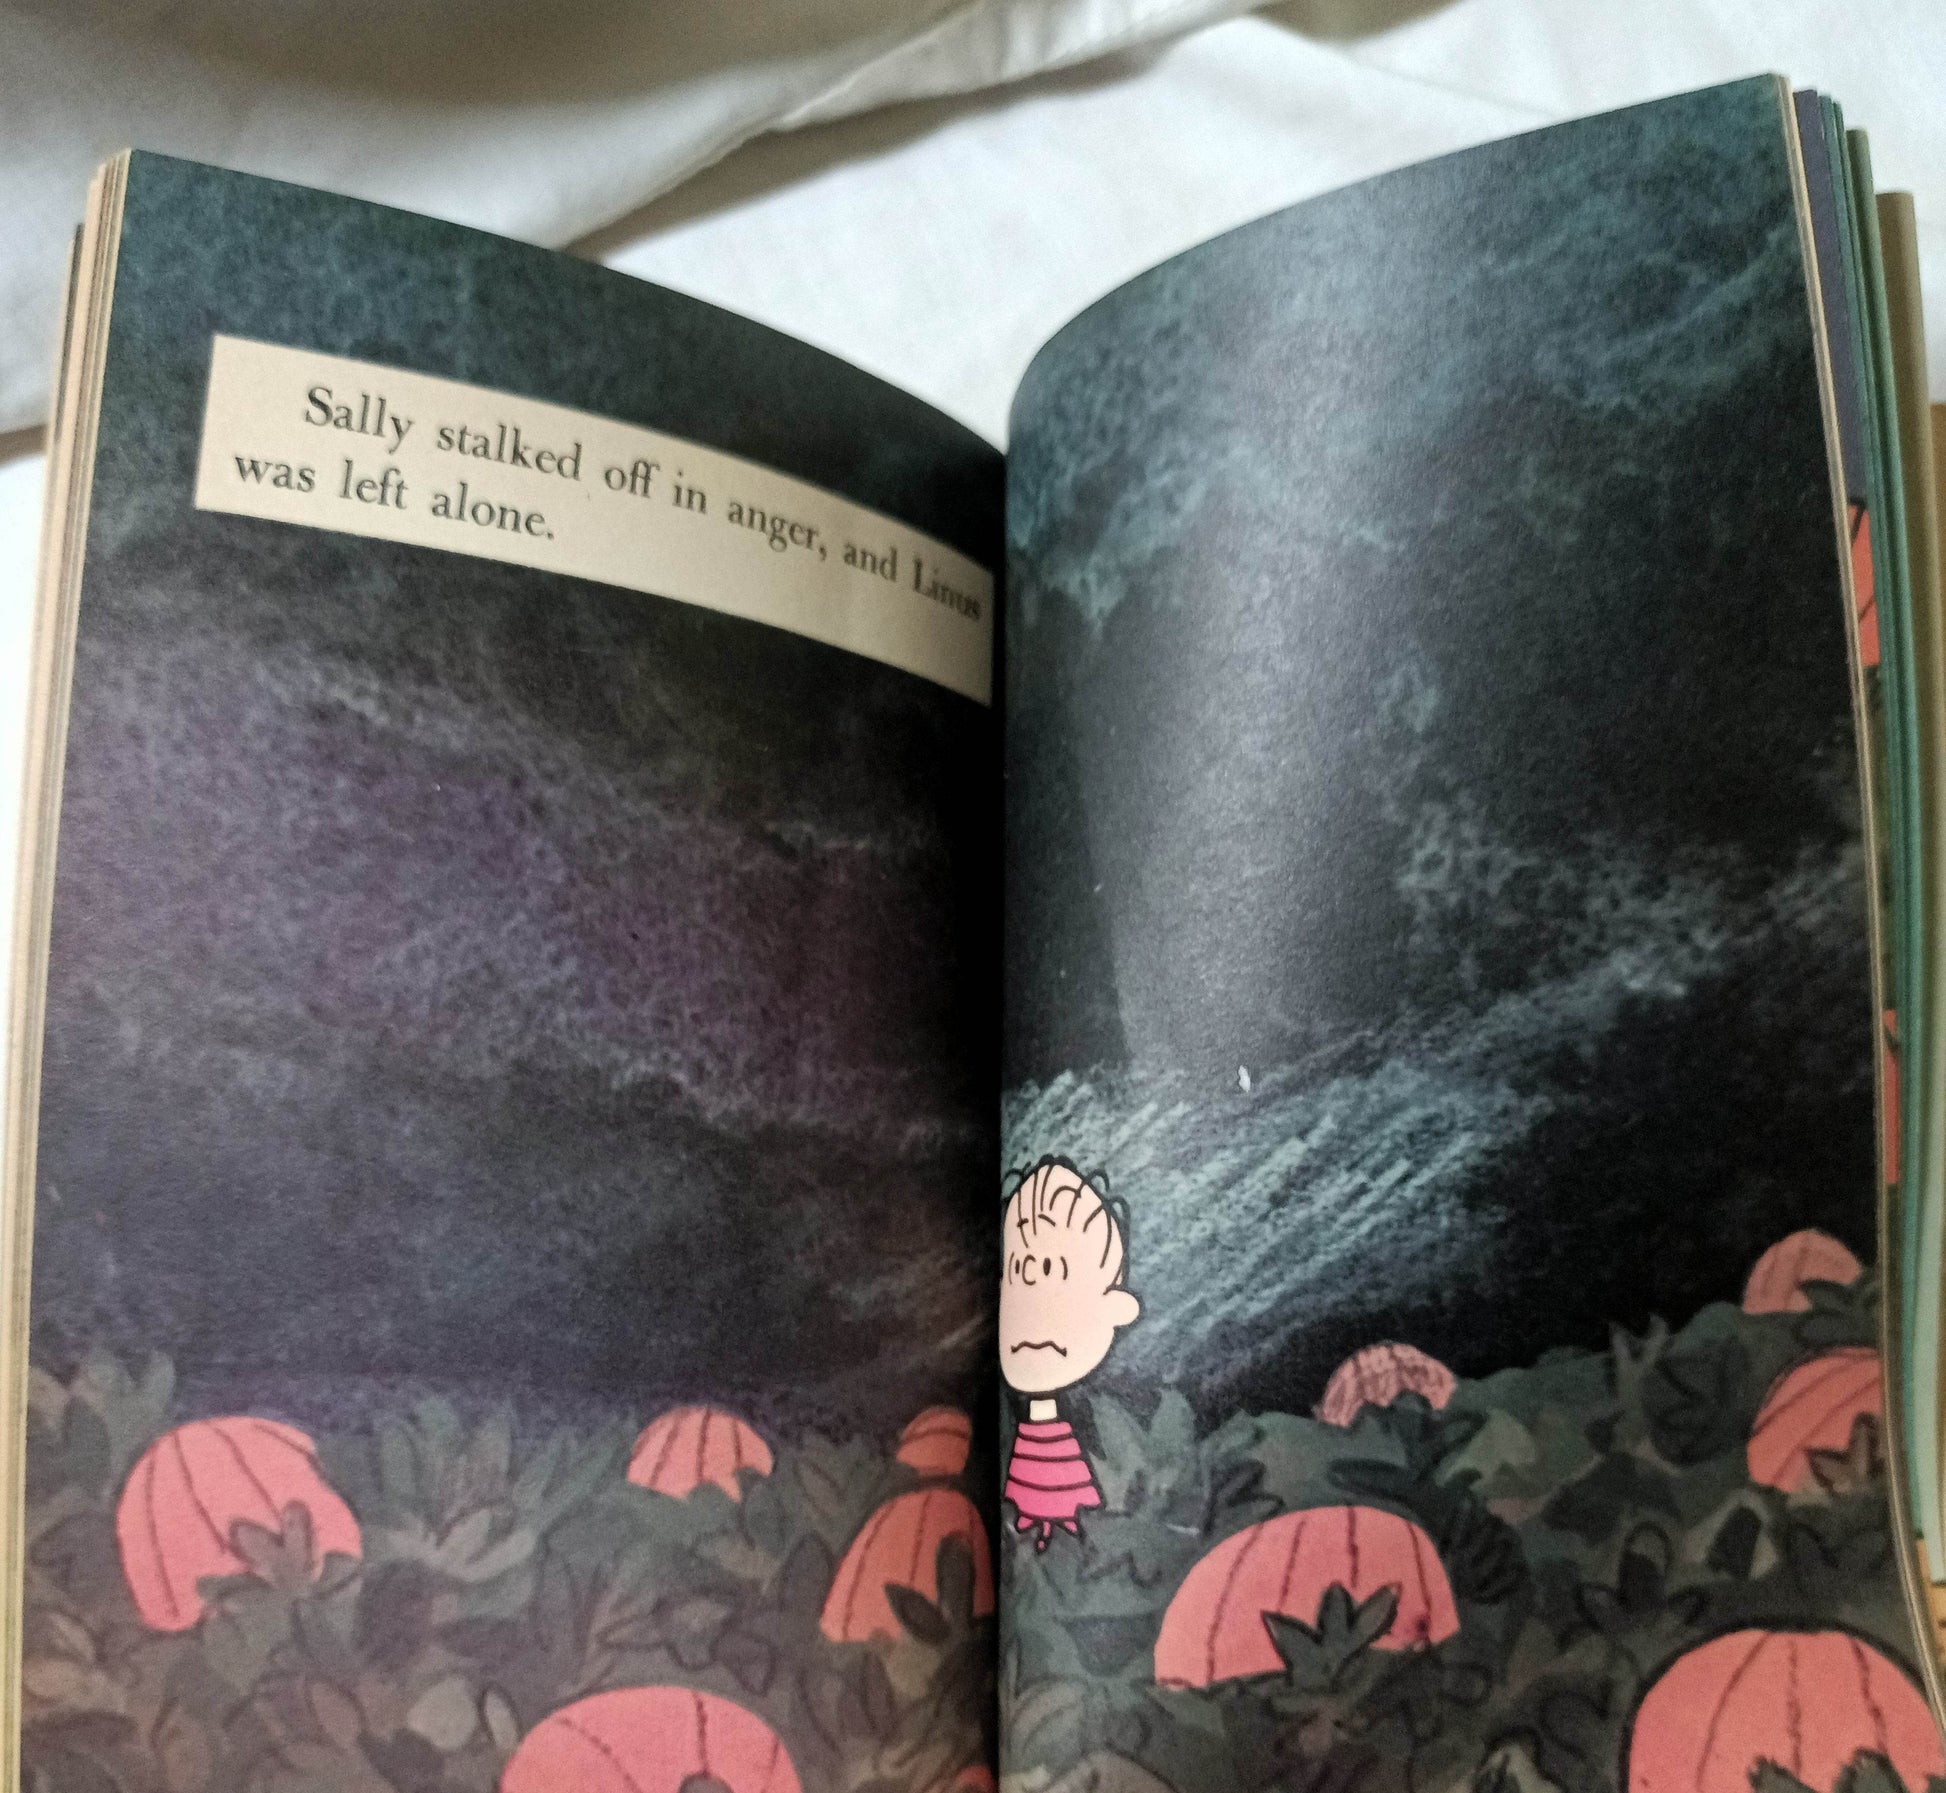 Sally stalked off in anger, and Linus
was left alone.